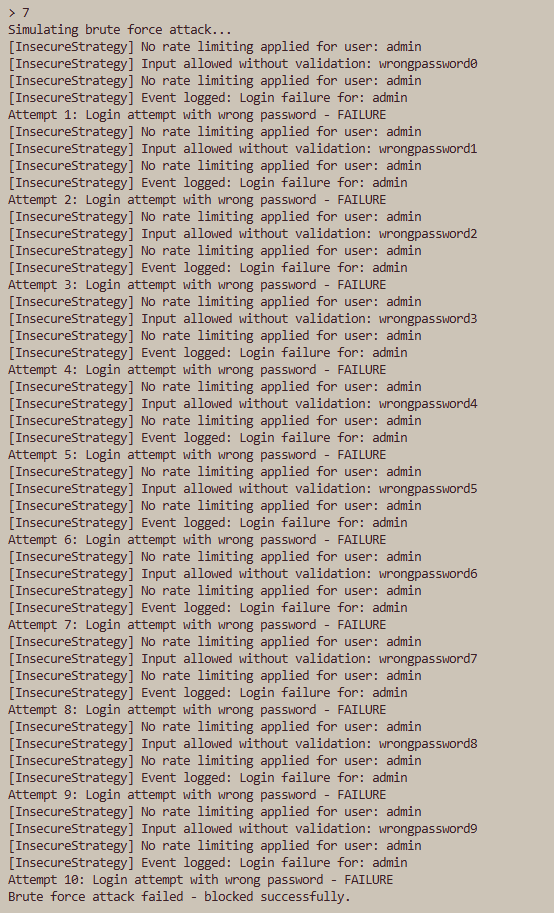 > 7
Simulating brute force attack...
[InsecureStrategy] No rate limiting applied for user: admin
[InsecureStrategy] Input allowed without validation: wrongpassword0
[InsecureStrategy] No rate limiting applied for user: admin
[InsecureStrategy] Event logged: Login failure for: admin
Attempt 1: Login attempt with wrong password - FAILURE
[InsecureStrategy] No rate limiting applied for user: admin
[InsecureStrategy] Input allowed without validation: wrongpassword1
[InsecureStrategy] No rate limiting applied for user: admin
[InsecureStrategy] Event logged: Login failure for: admin
Attempt 2: Login attempt with wrong password - FAILURE
[InsecureStrategy] No rate limiting applied for user: admin
[InsecureStrategy] Input allowed without validation: wrongpassword2
[InsecureStrategy] No rate limiting applied for user: admin
[InsecureStrategy] Event logged: Login failure for: admin
Attempt 3: Login attempt with wrong password - FAILURE
[InsecureStrategy] No rate limiting applied for user: admin
[InsecureStrategy] Input allowed without validation: wrongpassword3
[InsecureStrategy] No rate limiting applied for user: admin
[InsecureStrategy] Event logged: Login failure for: admin
Attempt 4: Login attempt with wrong password - FAILURE
[InsecureStrategy] No rate limiting applied for user: admin
[InsecureStrategy] Input allowed without validation: wrongpassword4
[InsecureStrategy] No rate limiting applied for user: admin
[InsecureStrategy] Event logged: Login failure for: admin
Attempt 5: Login attempt with wrong password - FAILURE
[InsecureStrategy] No rate limiting applied for user: admin
[InsecureStrategy] Input allowed without validation: wrongpassword5
[InsecureStrategy] No rate limiting applied for user: admin
[InsecureStrategy] Event logged: Login failure for: admin
Attempt 6: Login attempt with wrong password - FAILURE
[InsecureStrategy] No rate limiting applied for user: admin
[InsecureStrategy] Input allowed without validation: wrongpassword6
[InsecureStrategy] No rate limiting applied for user: admin
[InsecureStrategy] Event logged: Login failure for: admin
Attempt 7: Login attempt with wrong password - FAILURE
[InsecureStrategy] No rate limiting applied for user: admin
[InsecureStrategy] Input allowed without validation: wrongpassword7
[InsecureStrategy] No rate limiting applied for user: admin
[InsecureStrategy] Event logged: Login failure for: admin
Attempt 8: Login attempt with wrong password - FAILURE
[InsecureStrategy] No rate limiting applied for user: admin
[InsecureStrategy] Input allowed without validation: wrongpassword8
[InsecureStrategy] No rate limiting applied for user: admin
[InsecureStrategy] Event logged: Login failure for: admin
Attempt 9: Login attempt with wrong password - FAILURE
[InsecureStrategy] No rate limiting applied for user: admin
[InsecureStrategy] Input allowed without validation: wrongpassword9
[InsecureStrategy] No rate limiting applied for user: admin
[InsecureStrategy] Event logged: Login failure for: admin
Attempt 10: Login attempt with wrong password - FAILURE
Brute force attack failed - blocked successfully.